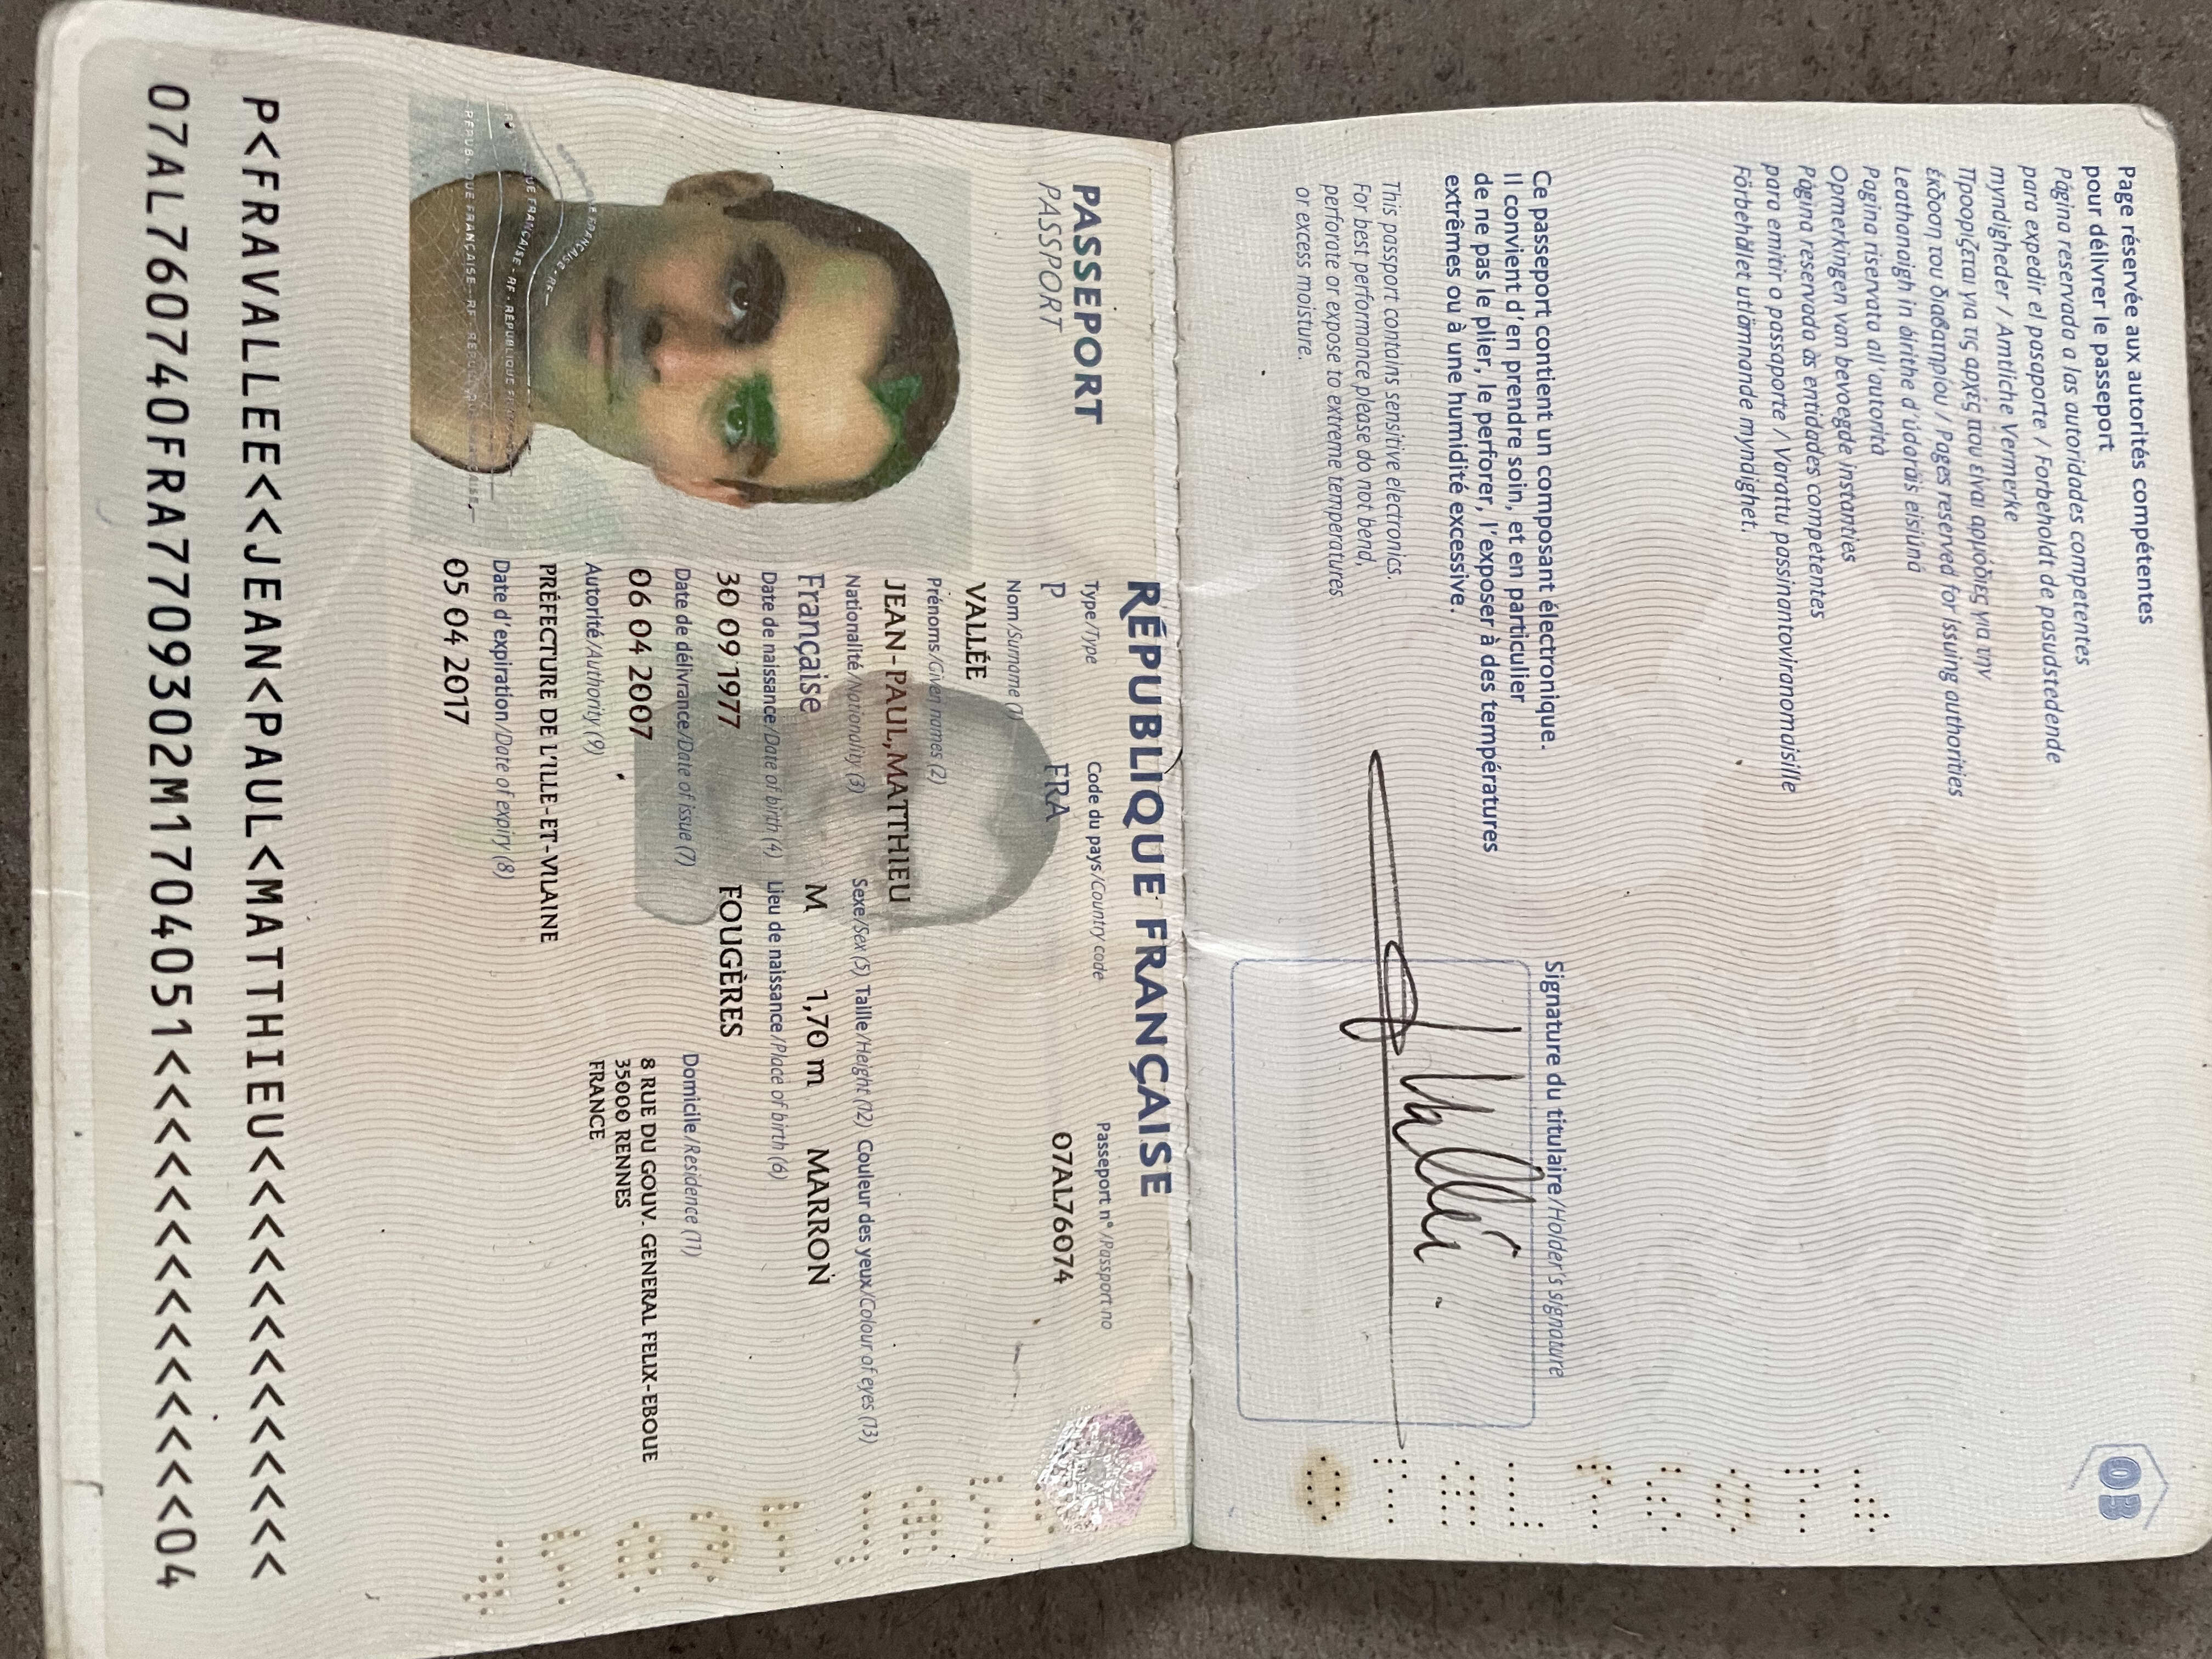 Page réservée aux autorités compétentes
pour délivrer le passeport
Página reservada a las autoridades competentes
para expedir el pasaporte / Forbeholdt de pasudstedende
myndigheder / Amtliche Vermerke
Προορίζεται για τις αρχές που είναι αρμόδιες για την
έκδοση του διαβατηρίου / Pages reserved for issuing authorities
Leathanaigh in áirithe d'údaráis eisiúna
Pagina riservata all'autorità
Opmerkingen van bevoegde instanties
Página reservada às entidades competentes
para emitir o passaporte / Varattu passinantoviranomaisille
Förbehållet utlämnande myndighet.
Ce passeport contient un composant électronique.
Il convient d'en prendre soin, et en particulier
de ne pas le plier, le perforer, l'exposer à des températures
extrêmes ou à une humidité excessive.
This passport contains sensitive electronics.
For best performance please do not bend,
perforate or expose to extreme temperatures
or excess moisture.
Signature du titulaire/Holder's signature
JVallée.
03
RÉPUBLIQUE FRANÇAISE
PASSEPORT
PASSPORT
Type/Type Code du pays/Country code Passeport n°/Passport no
P FRA 07AL76074
Nom/Surname (1)
VALLÉE
Prénoms/Given names (2)
JEAN-PAUL,MATTHIEU
Nationalité/Nationality (3) Sexe/Sex (5) Taille/Height (12) Couleur des yeux/Colour of eyes (13)
Française M 1,70 m MARRON
Date de naissance/Date of birth (4) Lieu de naissance/Place of birth (6)
30 09 1977 FOUGÈRES
Date de délivrance/Date of issue (7) Domicile/Residence (11)
06 04 2007 8 RUE DU GOUV. GENERAL FELIX-EBOUE
35000 RENNES
FRANCE
Autorité/Authority (9)
PRÉFECTURE DE L'ILLE-ET-VILAINE
Date d'expiration/Date of expiry (8)
05 04 2017
P<FRAVALLEE<<JEAN<PAUL<MATTHIEU<<<<<<<<<<<<<
07AL760740FRA7709302M1704051<<<<<<<<<<<<<<04